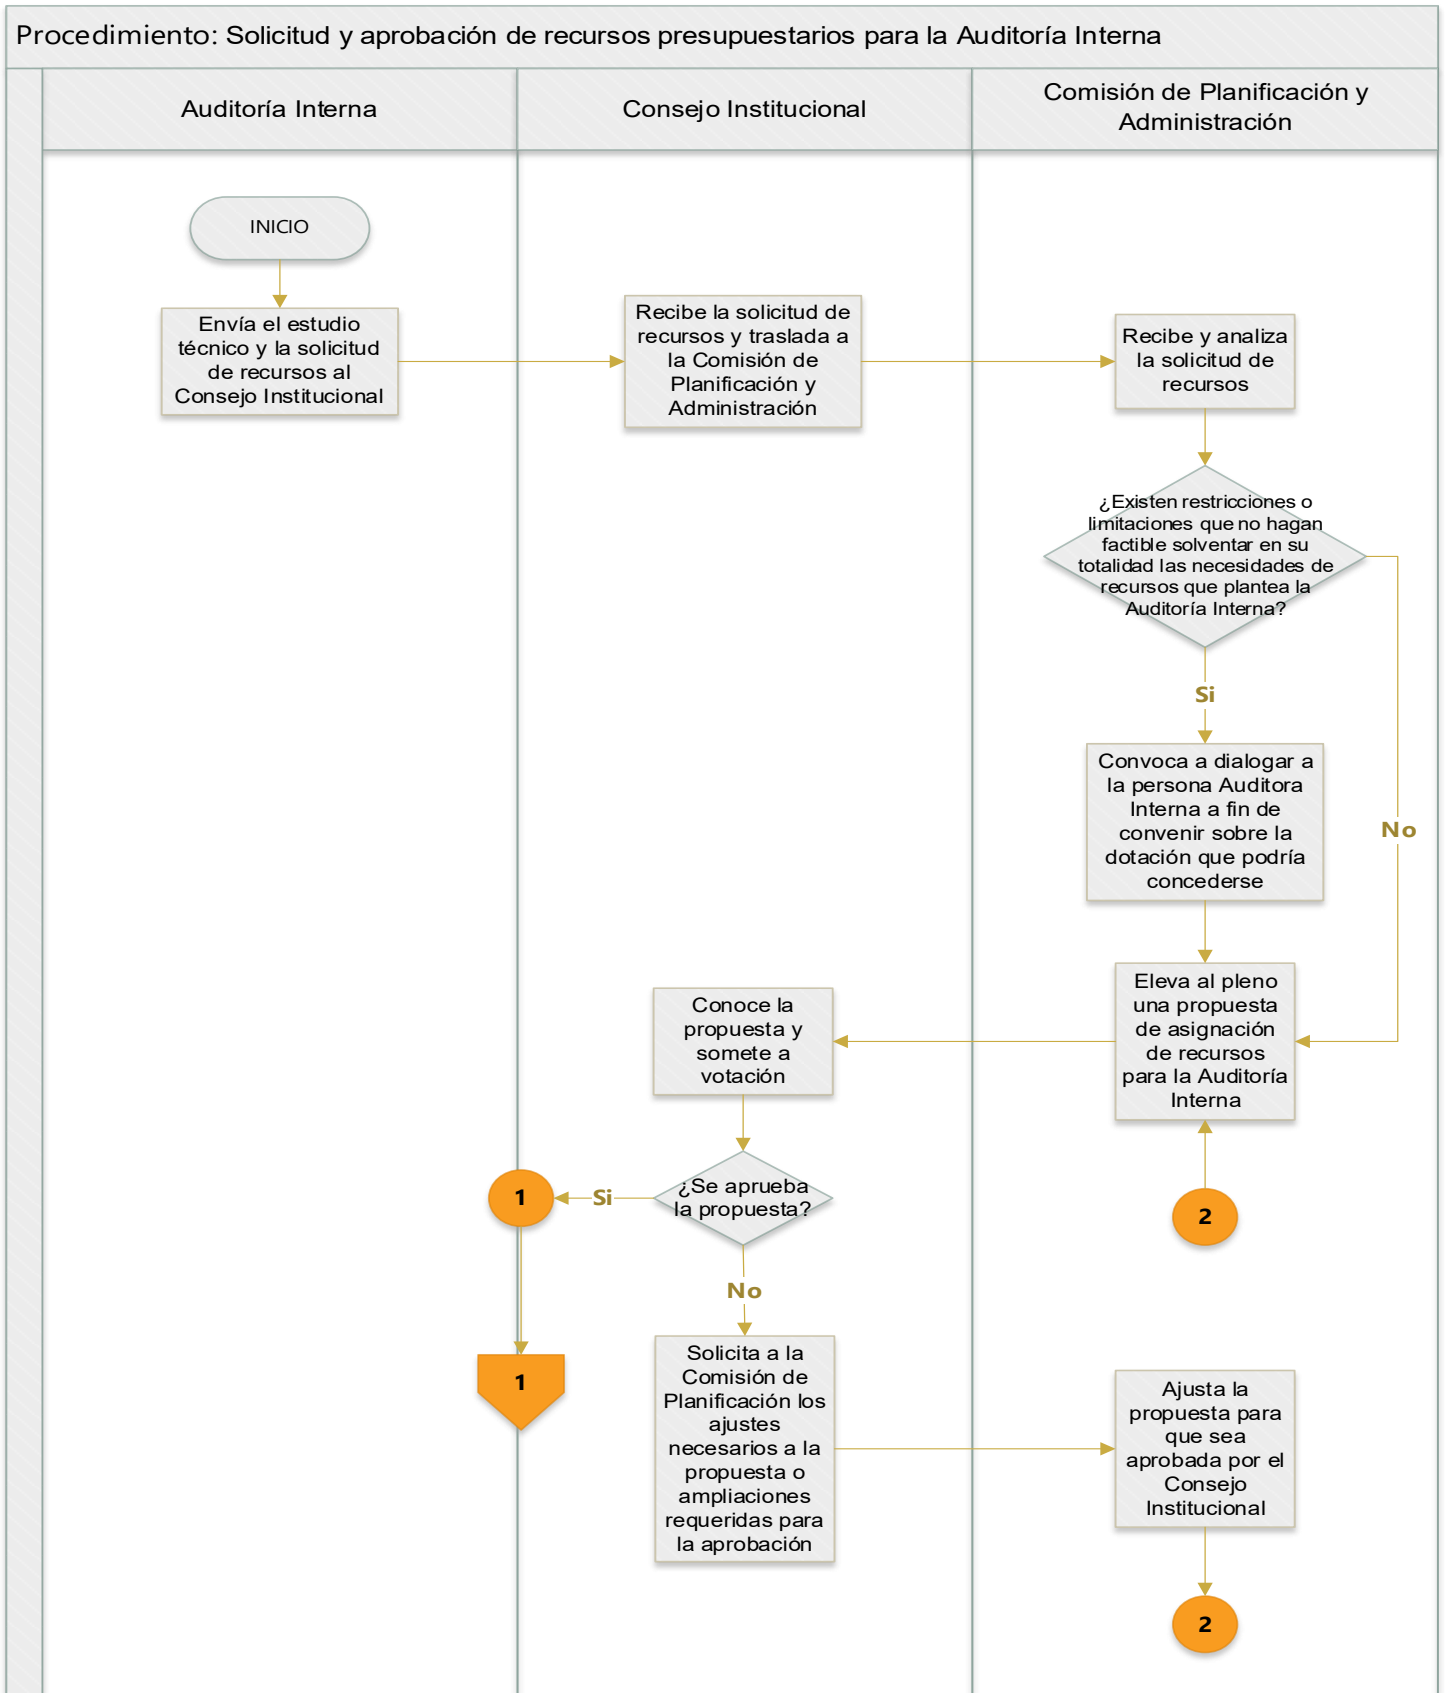 Procedimiento: Solicitud y aprobación de recursos presupuestarios para la Auditoría Interna
Auditoría Interna
Consejo Institucional
Comisión de Planificación y
Administración
INICIO
Envía el estudio
técnico y la solicitud
de recursos al
Consejo Institucional
Recibe la solicitud de
recursos y traslada a
la Comisión de
Planificación y
Administración
Recibe y analiza
la solicitud de
recursos
¿Existen restricciones o
limitaciones que no hagan
factible solventar en su
totalidad las necesidades de
recursos que plantea la
Auditoría Interna?
Si
No
Convoca a dialogar a
la persona Auditora
Interna a fin de
convenir sobre la
dotación que podría
concederse
Eleva al pleno
una propuesta
de asignación
de recursos
para la Auditoría
Interna
Conoce la
propuesta y
somete a
votación
¿Se aprueba
la propuesta?
Si
1
2
No
1
Solicita a la
Comisión de
Planificación los
ajustes
necesarios a la
propuesta o
ampliaciones
requeridas para
la aprobación
Ajusta la
propuesta para
que sea
aprobada por el
Consejo
Institucional
2